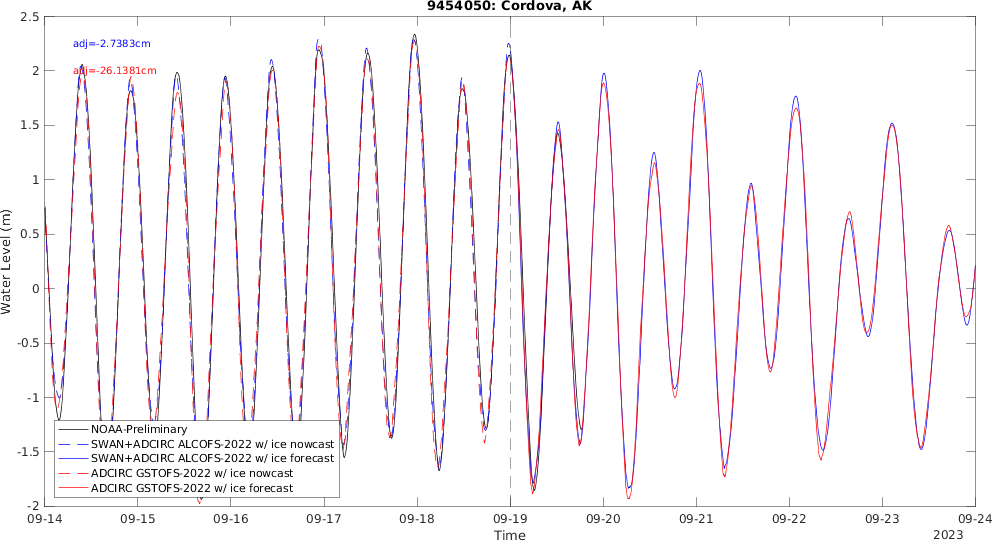 9454050: Cordova, AK
adj=-2.7383cm
adj=-26.1381cm
Water Level (m)
2.5
2
1.5
1
0.5
0
-0.5
-1
-1.5
-2
NOAA-Preliminary
SWAN+ADCIRC ALCOFS-2022 w/ ice nowcast
SWAN+ADCIRC ALCOFS-2022 w/ ice forecast
ADCIRC GSTOFS-2022 w/ ice nowcast
ADCIRC GSTOFS-2022 w/ ice forecast
09-14 09-15 09-16 09-17 09-18 09-19 09-20 09-21 09-22 09-23 09-24
Time
2023